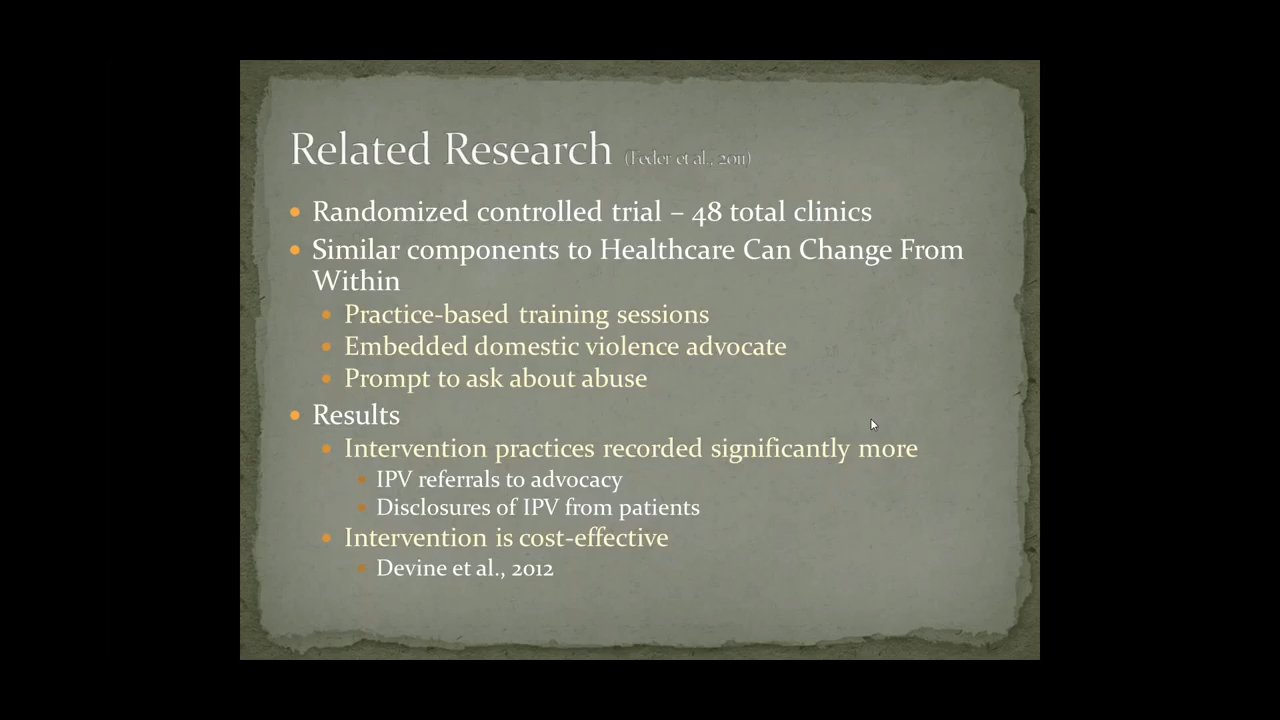 Related Research (Feder et al., 2011)
• Randomized controlled trial – 48 total clinics
• Similar components to Healthcare Can Change From
Within
• Practice-based training sessions
• Embedded domestic violence advocate
• Prompt to ask about abuse
• Results
• Intervention practices recorded significantly more
• IPV referrals to advocacy
• Disclosures of IPV from patients
• Intervention is cost-effective
• Devine et al., 2012